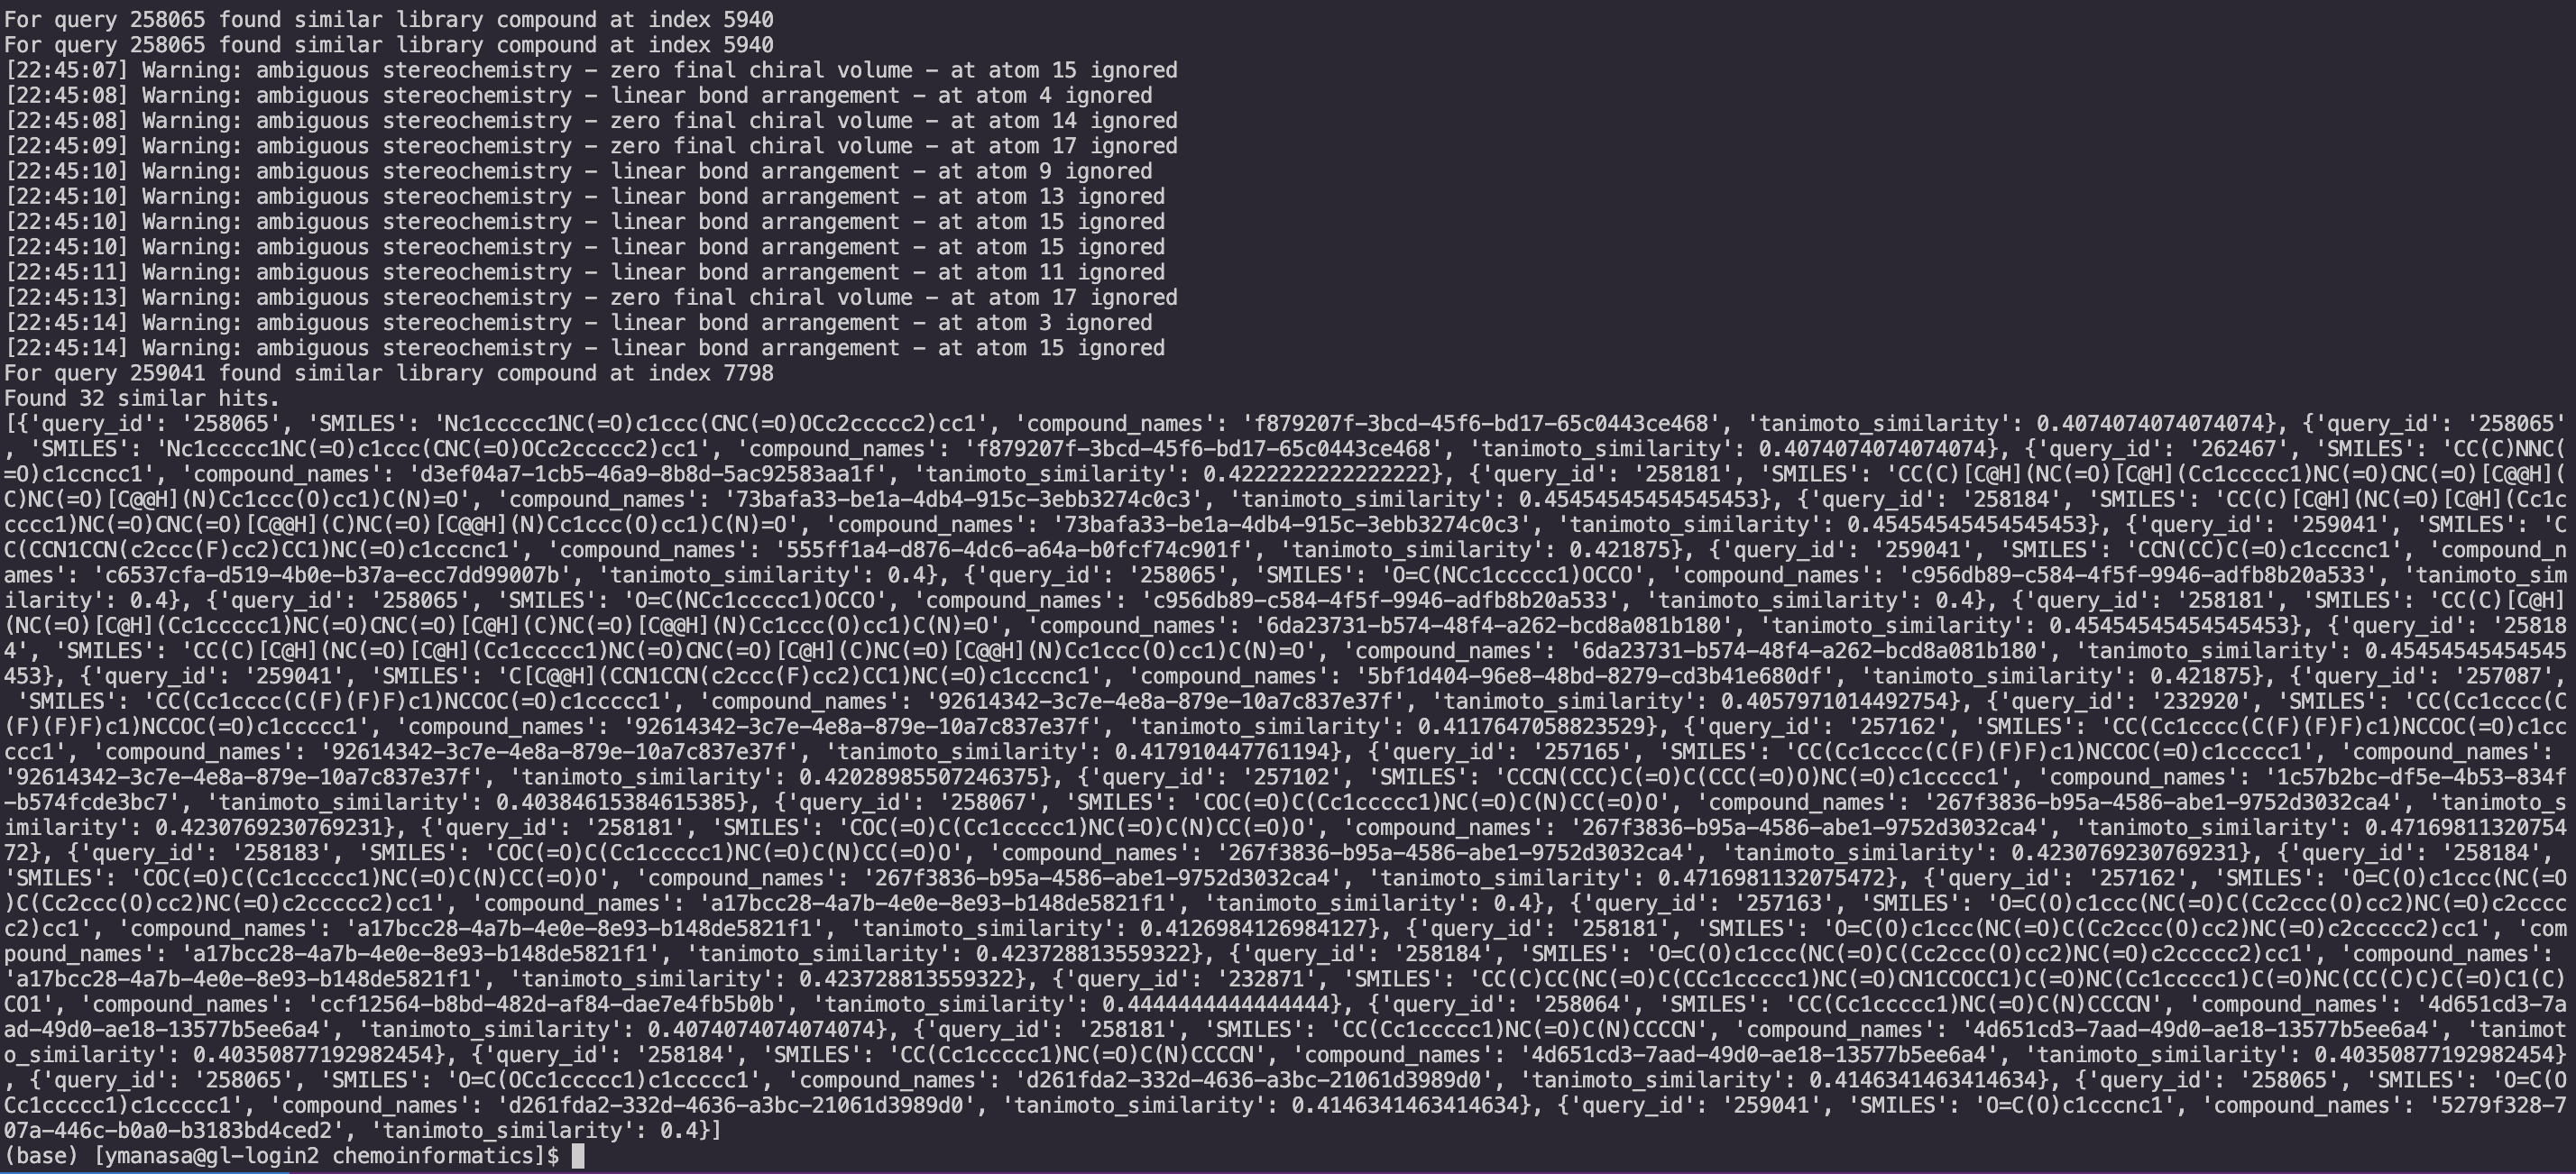 For query 258065 found similar library compound at index 5940
For query 258065 found similar library compound at index 5940
[22:45:07] Warning: ambiguous stereochemistry – zero final chiral volume – at atom 15 ignored
[22:45:08] Warning: ambiguous stereochemistry – linear bond arrangement – at atom 4 ignored
[22:45:08] Warning: ambiguous stereochemistry – zero final chiral volume – at atom 14 ignored
[22:45:09] Warning: ambiguous stereochemistry – zero final chiral volume – at atom 17 ignored
[22:45:10] Warning: ambiguous stereochemistry – linear bond arrangement – at atom 9 ignored
[22:45:10] Warning: ambiguous stereochemistry – linear bond arrangement – at atom 13 ignored
[22:45:10] Warning: ambiguous stereochemistry – linear bond arrangement – at atom 15 ignored
[22:45:10] Warning: ambiguous stereochemistry – linear bond arrangement – at atom 15 ignored
[22:45:11] Warning: ambiguous stereochemistry – linear bond arrangement – at atom 11 ignored
[22:45:13] Warning: ambiguous stereochemistry – zero final chiral volume – at atom 17 ignored
[22:45:14] Warning: ambiguous stereochemistry – linear bond arrangement – at atom 3 ignored
[22:45:14] Warning: ambiguous stereochemistry – linear bond arrangement – at atom 15 ignored
For query 259041 found similar library compound at index 7798
Found 32 similar hits.
[{'query_id': '258065', 'SMILES': 'Nc1ccccc1NC(=O)c1ccc(CNC(=O)OCc2ccccc2)cc1', 'compound_names': 'f879207f-3bcd-45f6-bd17-65c0443ce468', 'tanimoto_similarity': 0.4074074074074074}, {'query_id': '258065'
, 'SMILES': 'Nc1ccccc1NC(=O)c1ccc(CNC(=O)OCc2ccccc2)cc1', 'compound_names': 'f879207f-3bcd-45f6-bd17-65c0443ce468', 'tanimoto_similarity': 0.4074074074074074}, {'query_id': '262467', 'SMILES': 'CC(C)NNC(
=O)c1ccncc1', 'compound_names': 'd3ef04a7-1cb5-46a9-8b8d-5ac92583aa1f', 'tanimoto_similarity': 0.4222222222222222}, {'query_id': '258181', 'SMILES': 'CC(C)[C@H](NC(=O)[C@H](Cc1ccccc1)NC(=O)CNC(=O)[C@@H](
C)NC(=O)[C@@H](N)Cc1ccc(O)cc1)C(N)=O', 'compound_names': '73bafa33-be1a-4db4-915c-3ebb3274c0c3', 'tanimoto_similarity': 0.45454545454545453}, {'query_id': '258184', 'SMILES': 'CC(C)[C@H](NC(=O)[C@H](Cc1c
cccc1)NC(=O)CNC(=O)[C@@H](C)NC(=O)[C@@H](N)Cc1ccc(O)cc1)C(N)=O', 'compound_names': '73bafa33-be1a-4db4-915c-3ebb3274c0c3', 'tanimoto_similarity': 0.45454545454545453}, {'query_id': '259041', 'SMILES': 'C
C(CCN1CCN(c2ccc(F)cc2)CC1)NC(=O)c1cccnc1', 'compound_names': '555ff1a4-d876-4dc6-a64a-b0fcf74c901f', 'tanimoto_similarity': 0.421875}, {'query_id': '259041', 'SMILES': 'CCN(CC)C(=O)c1cccnc1', 'compound_n
ames': 'c6537cfa-d519-4b0e-b37a-ecc7dd99007b', 'tanimoto_similarity': 0.4}, {'query_id': '258065', 'SMILES': 'O=C(NCc1ccccc1)OCCO', 'compound_names': 'c956db89-c584-4f5f-9946-adfb8b20a533', 'tanimoto_sim
ilarity': 0.4}, {'query_id': '258065', 'SMILES': 'O=C(NCc1ccccc1)OCCO', 'compound_names': 'c956db89-c584-4f5f-9946-adfb8b20a533', 'tanimoto_similarity': 0.4}, {'query_id': '258181', 'SMILES': 'CC(C)[C@H]
(NC(=O)[C@H](Cc1ccccc1)NC(=O)CNC(=O)[C@H](C)NC(=O)[C@@H](N)Cc1ccc(O)cc1)C(N)=O', 'compound_names': '6da23731-b574-48f4-a262-bcd8a081b180', 'tanimoto_similarity': 0.45454545454545453}, {'query_id': '25818
4', 'SMILES': 'CC(C)[C@H](NC(=O)[C@H](Cc1ccccc1)NC(=O)CNC(=O)[C@H](C)NC(=O)[C@@H](N)Cc1ccc(O)cc1)C(N)=O', 'compound_names': '6da23731-b574-48f4-a262-bcd8a081b180', 'tanimoto_similarity': 0.45454545454545
453}, {'query_id': '259041', 'SMILES': 'C[C@@H](CCN1CCN(c2ccc(F)cc2)CC1)NC(=O)c1cccnc1', 'compound_names': '5bf1d404-96e8-48bd-8279-cd3b41e680df', 'tanimoto_similarity': 0.421875}, {'query_id': '257087',
'SMILES': 'CC(Cc1cccc(C(F)(F)F)c1)NCCOC(=O)c1ccccc1', 'compound_names': '92614342-3c7e-4e8a-879e-10a7c837e37f', 'tanimoto_similarity': 0.4057971014492754}, {'query_id': '232920', 'SMILES': 'CC(Cc1cccc(C
(F)(F)F)c1)NCCOC(=O)c1ccccc1', 'compound_names': '92614342-3c7e-4e8a-879e-10a7c837e37f', 'tanimoto_similarity': 0.4117647058823529}, {'query_id': '257162', 'SMILES': 'CC(Cc1cccc(C(F)(F)F)c1)NCCOC(=O)c1cc
ccc1', 'compound_names': '92614342-3c7e-4e8a-879e-10a7c837e37f', 'tanimoto_similarity': 0.417910447761194}, {'query_id': '257165', 'SMILES': 'CC(Cc1cccc(C(F)(F)F)c1)NCCOC(=O)c1ccccc1', 'compound_names':
'92614342-3c7e-4e8a-879e-10a7c837e37f', 'tanimoto_similarity': 0.42028985507246375}, {'query_id': '257102', 'SMILES': 'CCCN(CCC)C(=O)C(CCC(=O)O)NC(=O)c1ccccc1', 'compound_names': '1c57b2bc-df5e-4b53-834f
-b574fcde3bc7', 'tanimoto_similarity': 0.40384615384615385}, {'query_id': '258067', 'SMILES': 'COC(=O)C(Cc1ccccc1)NC(=O)C(N)CC(=O)O', 'compound_names': '267f3836-b95a-4586-abe1-9752d3032ca4', 'tanimoto_s
imilarity': 0.4230769230769231}, {'query_id': '258181', 'SMILES': 'COC(=O)C(Cc1ccccc1)NC(=O)C(N)CC(=O)O', 'compound_names': '267f3836-b95a-4586-abe1-9752d3032ca4', 'tanimoto_similarity': 0.47169811320754
72}, {'query_id': '258183', 'SMILES': 'COC(=O)C(Cc1ccccc1)NC(=O)C(N)CC(=O)O', 'compound_names': '267f3836-b95a-4586-abe1-9752d3032ca4', 'tanimoto_similarity': 0.4230769230769231}, {'query_id': '258184',
'SMILES': 'COC(=O)C(Cc1ccccc1)NC(=O)C(N)CC(=O)O', 'compound_names': '267f3836-b95a-4586-abe1-9752d3032ca4', 'tanimoto_similarity': 0.4716981132075472}, {'query_id': '257162', 'SMILES': 'O=C(O)c1ccc(NC(=O
)C(Cc2ccc(O)cc2)NC(=O)c2ccccc2)cc1', 'compound_names': 'a17bcc28-4a7b-4e0e-8e93-b148de5821f1', 'tanimoto_similarity': 0.4}, {'query_id': '257163', 'SMILES': 'O=C(O)c1ccc(NC(=O)C(Cc2ccc(O)cc2)NC(=O)c2cccc
c2)cc1', 'compound_names': 'a17bcc28-4a7b-4e0e-8e93-b148de5821f1', 'tanimoto_similarity': 0.4126984126984127}, {'query_id': '258181', 'SMILES': 'O=C(O)c1ccc(NC(=O)C(Cc2ccc(O)cc2)NC(=O)c2ccccc2)cc1', 'com
pound_names': 'a17bcc28-4a7b-4e0e-8e93-b148de5821f1', 'tanimoto_similarity': 0.423728813559322}, {'query_id': '258184', 'SMILES': 'O=C(O)c1ccc(NC(=O)C(Cc2ccc(O)cc2)NC(=O)c2ccccc2)cc1', 'compound_names':
'a17bcc28-4a7b-4e0e-8e93-b148de5821f1', 'tanimoto_similarity': 0.423728813559322}, {'query_id': '232871', 'SMILES': 'CC(C)CC(NC(=O)C(CCc1ccccc1)NC(=O)CN1CCOCC1)C(=O)NC(Cc1ccccc1)C(=O)NC(CC(C)C)C(=O)C1(C)
CO1', 'compound_names': 'ccf12564-b8bd-482d-af84-dae7e4fb5b0b', 'tanimoto_similarity': 0.4444444444444444}, {'query_id': '258064', 'SMILES': 'CC(Cc1ccccc1)NC(=O)C(N)CCCCN', 'compound_names': '4d651cd3-7a
ad-49d0-ae18-13577b5ee6a4', 'tanimoto_similarity': 0.4074074074074074}, {'query_id': '258181', 'SMILES': 'CC(Cc1ccccc1)NC(=O)C(N)CCCCN', 'compound_names': '4d651cd3-7aad-49d0-ae18-13577b5ee6a4', 'tanimot
o_similarity': 0.40350877192982454}, {'query_id': '258184', 'SMILES': 'CC(Cc1ccccc1)NC(=O)C(N)CCCCN', 'compound_names': '4d651cd3-7aad-49d0-ae18-13577b5ee6a4', 'tanimoto_similarity': 0.40350877192982454}
, {'query_id': '258065', 'SMILES': 'O=C(OCc1ccccc1)c1ccccc1', 'compound_names': 'd261fda2-332d-4636-a3bc-21061d3989d0', 'tanimoto_similarity': 0.4146341463414634}, {'query_id': '258065', 'SMILES': 'O=C(O
Cc1ccccc1)c1ccccc1', 'compound_names': 'd261fda2-332d-4636-a3bc-21061d3989d0', 'tanimoto_similarity': 0.4146341463414634}, {'query_id': '259041', 'SMILES': 'O=C(O)c1cccnc1', 'compound_names': '5279f328-7
07a-446c-b0a0-b3183bd4ced2', 'tanimoto_similarity': 0.4}]
(base) [ymanasa@gl-login2 chemoinformatics]$